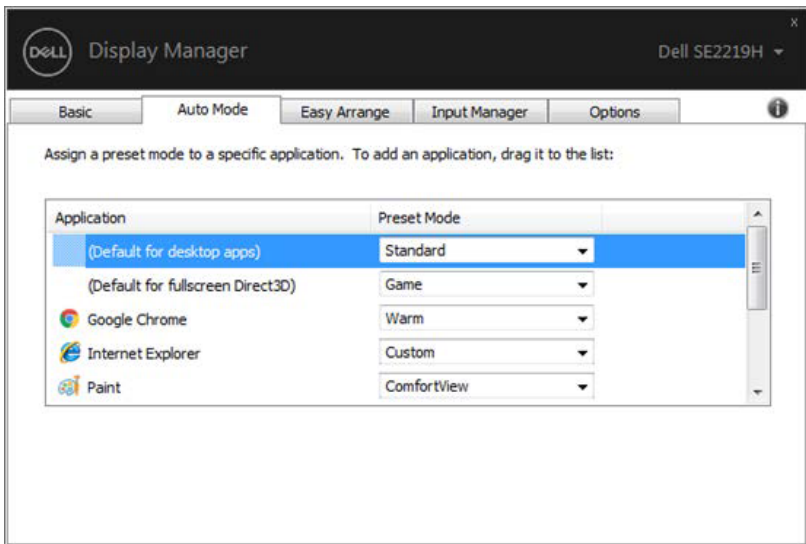 x
DELL Display Manager Dell SE2219H
Basic Auto Mode Easy Arrange Input Manager Options i
Assign a preset mode to a specific application. To add an application, drag it to the list:
Application Preset Mode
(Default for desktop apps) Standard
(Default for fullscreen Direct3D) Game
Google Chrome Warm
Internet Explorer Custom
Paint ComfortView